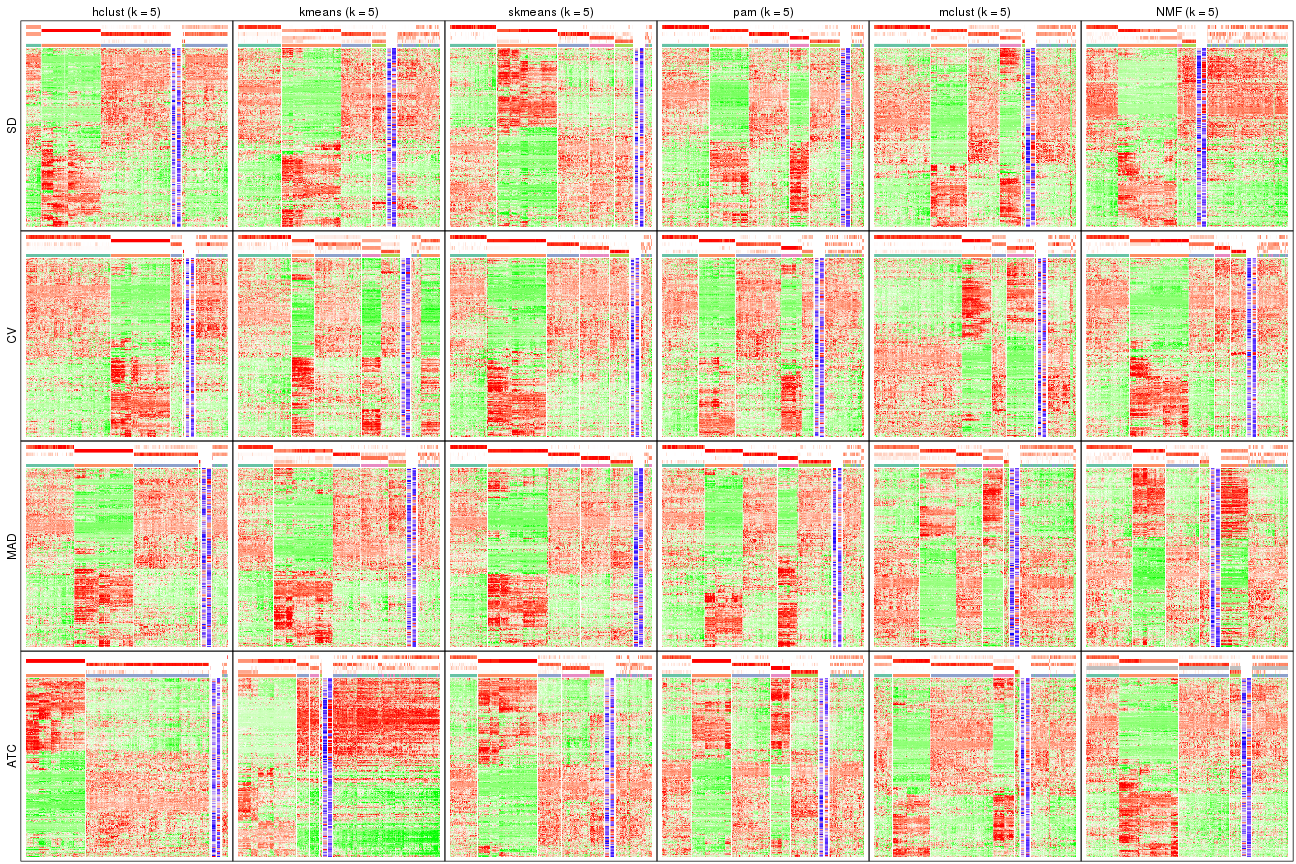 hclust (k = 5)
kmeans (k = 5)
skmeans (k = 5)
pam (k = 5)
mclust (k = 5)
NMF (k = 5)
SD
CV
MAD
ATC